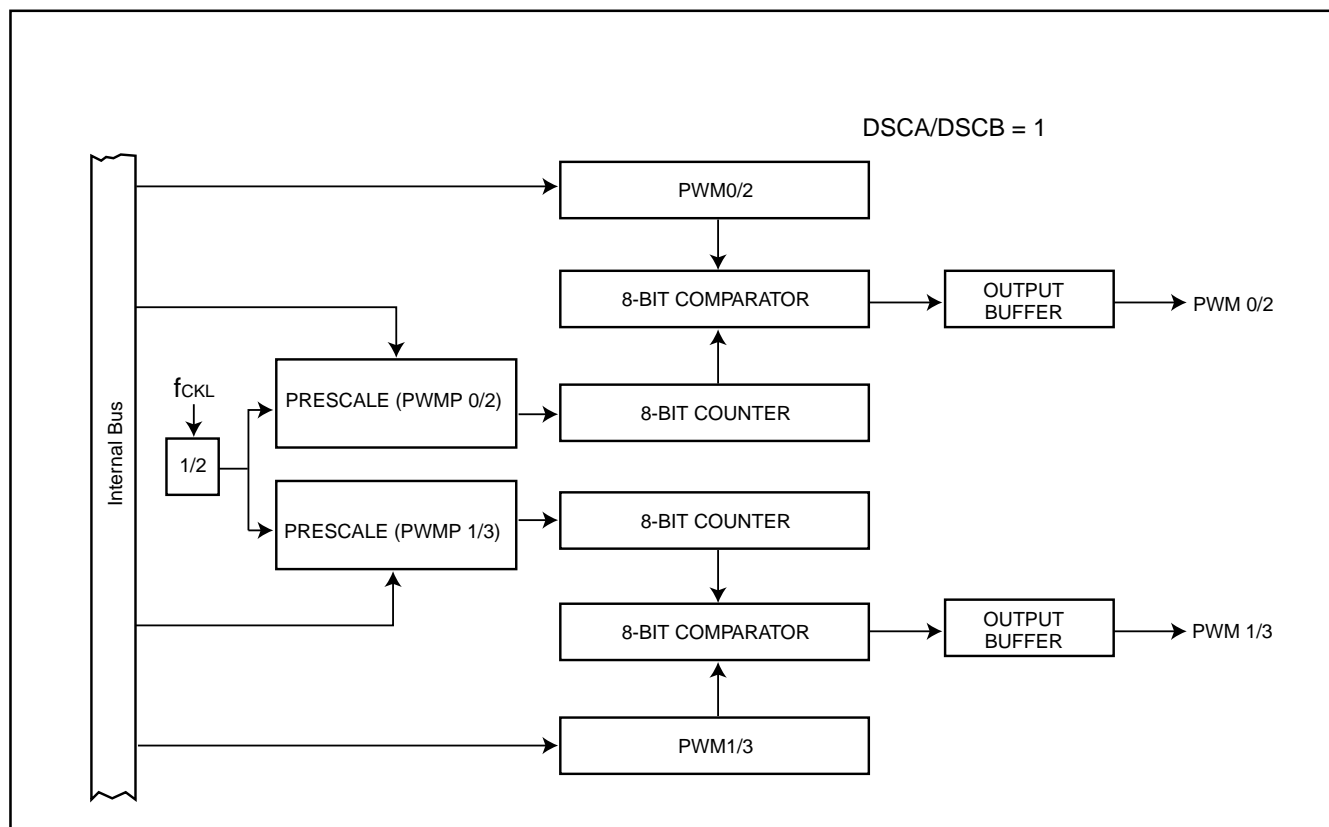 DSCA/DSCB = 1
PWM0/2
8-BIT COMPARATOR
OUTPUT
BUFFER
PWM 0/2
fCKL
PRESCALE (PWMP 0/2)
8-BIT COUNTER
Internal Bus
1/2
PRESCALE (PWMP 1/3)
8-BIT COUNTER
8-BIT COMPARATOR
OUTPUT
BUFFER
PWM 1/3
PWM1/3